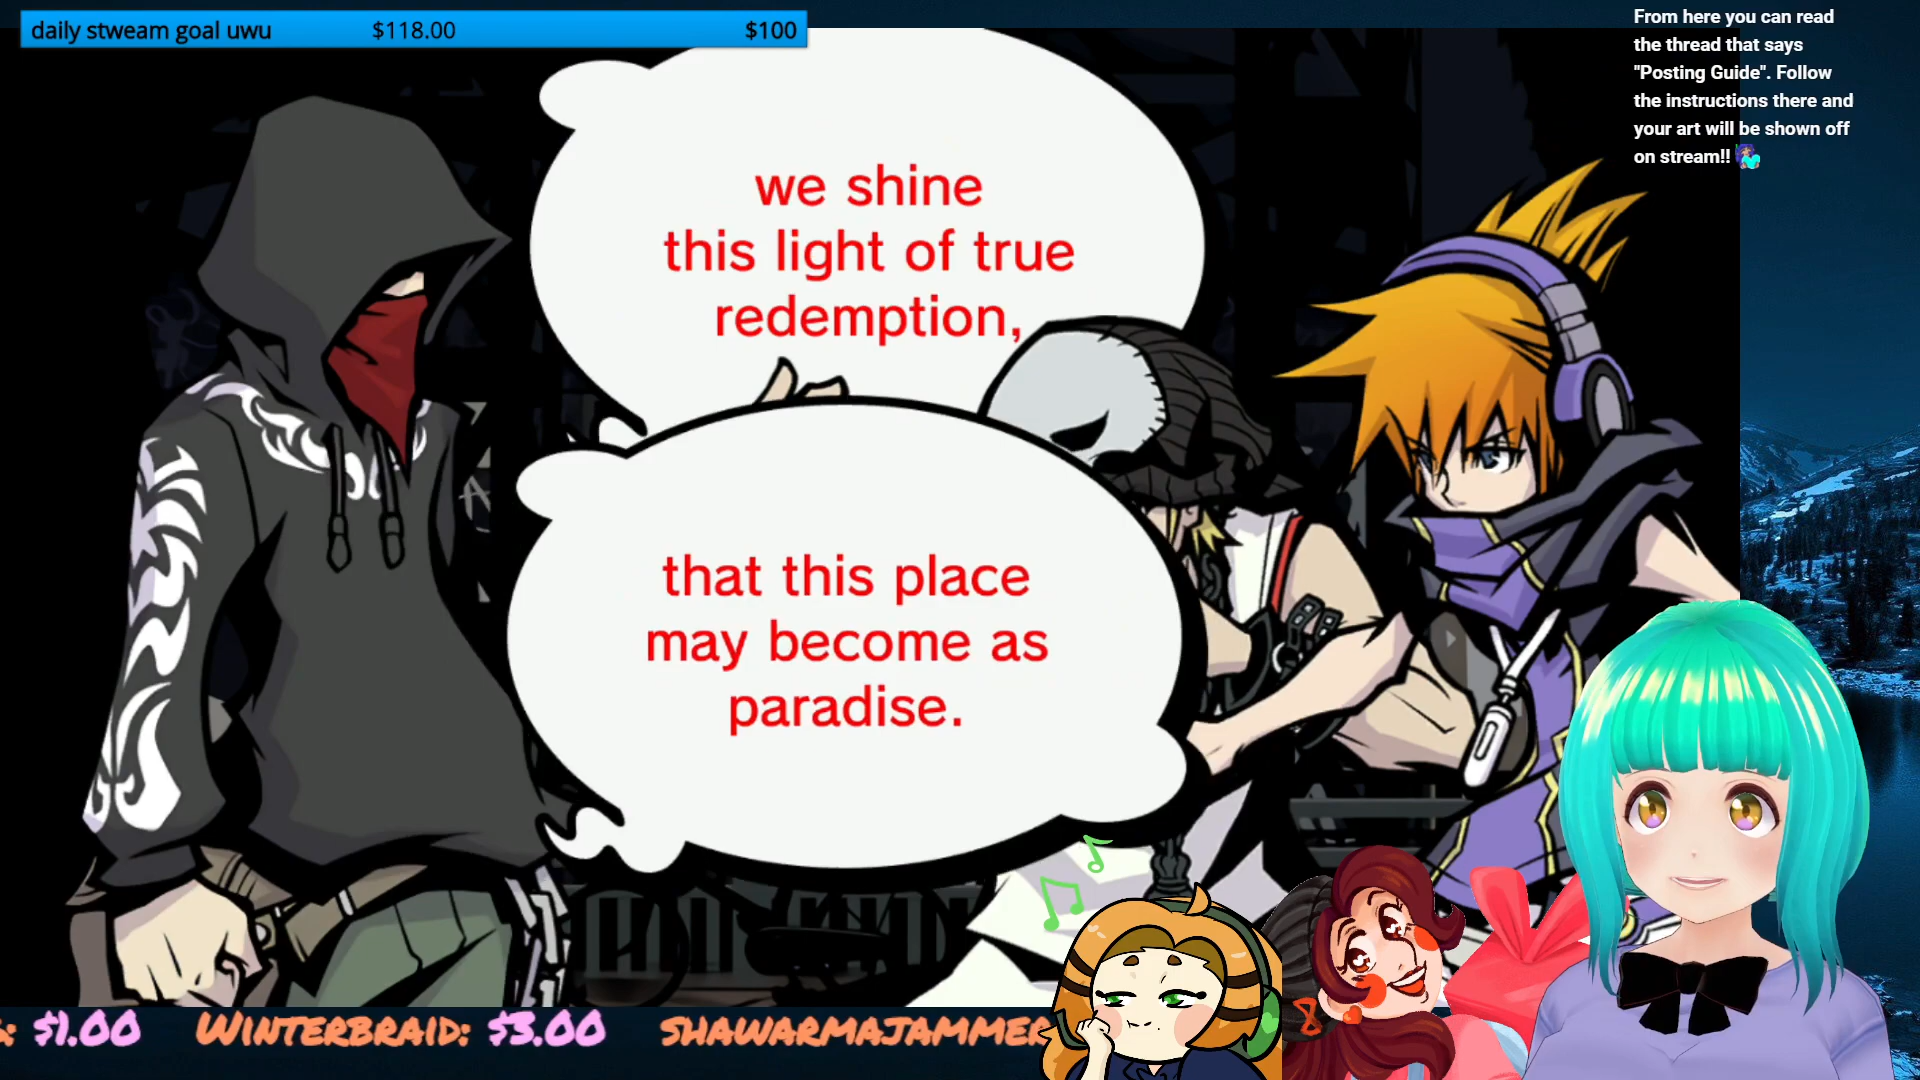 daily stweam goal uwu $118.00 $100
From here you can read
the thread that says
"Posting Guide". Follow
the instructions there and
your art will be shown off
on stream!!
we shine
this light of true
redemption,
that this place
may become as
paradise.
: $1.00 Winterbraid: $3.00 shawarmajammer